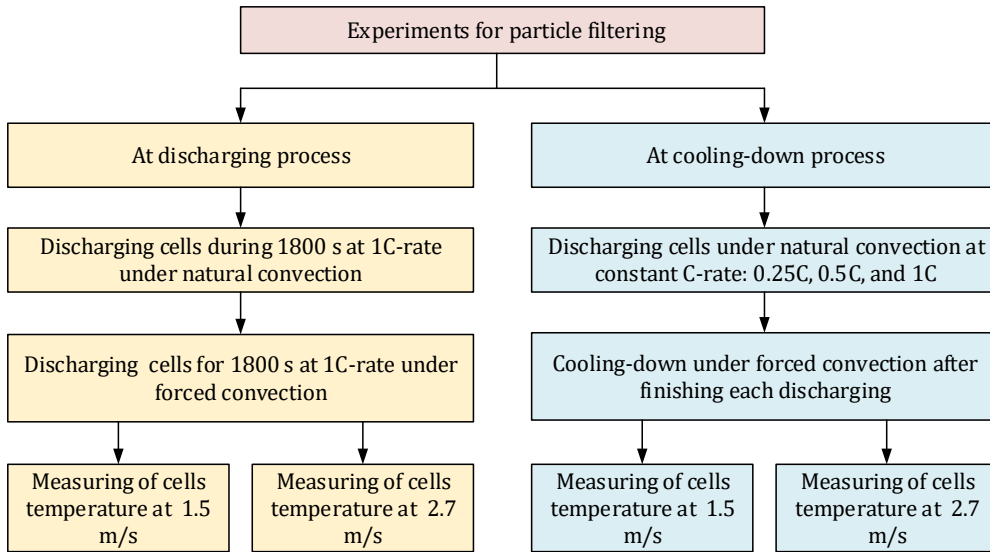 Experiments for particle filtering
At discharging process
At cooling-down process
Discharging cells during 1800 s at 1C-rate
under natural convection
Discharging cells under natural convection at
constant C-rate: 0.25C, 0.5C, and 1C
Discharging cells for 1800 s at 1C-rate under
forced convection
Cooling-down under forced convection after
finishing each discharging
Measuring of cells
temperature at 1.5
m/s
Measuring of cells
temperature at 2.7
m/s
Measuring of cells
temperature at 1.5
m/s
Measuring of cells
temperature at 2.7
m/s